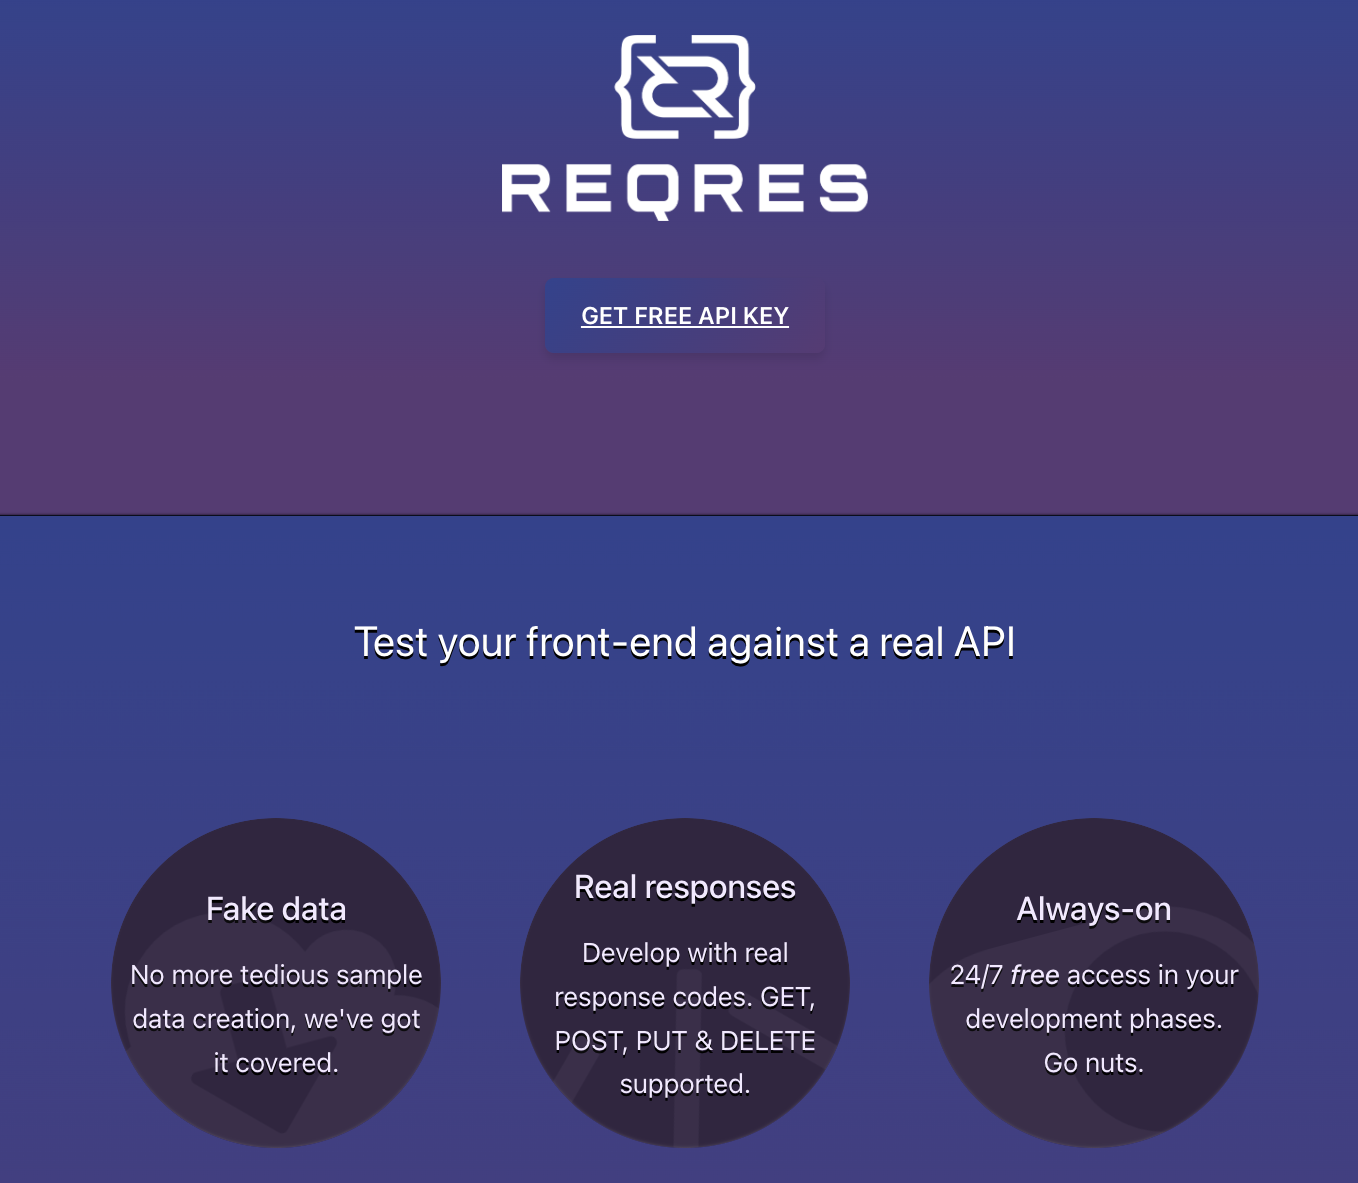 REQRES
GET FREE API KEY
Test your front-end against a real API
Fake data
No more tedious sample
data creation, we've got
it covered.
Real responses
Develop with real
response codes. GET,
POST, PUT & DELETE
supported.
Always-on
24/7 free access in your
development phases.
Go nuts.